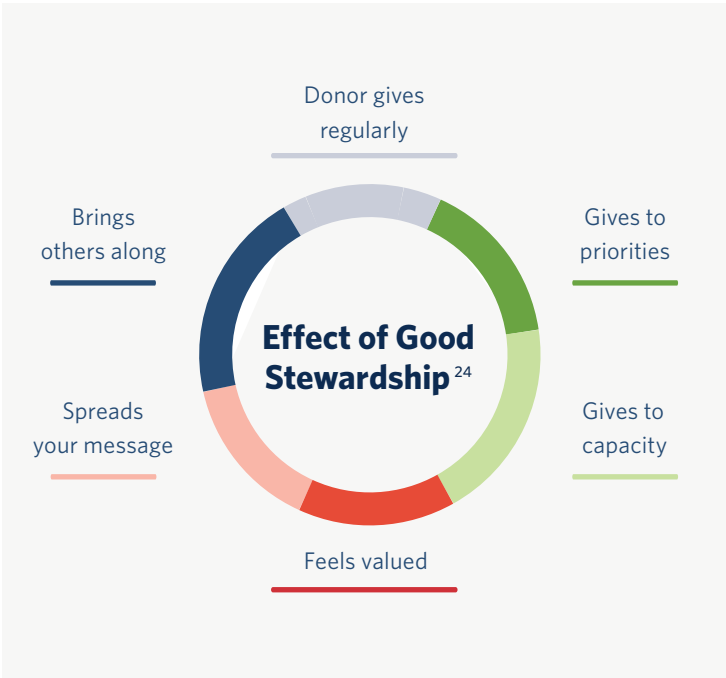 Donor gives
regularly
Brings
others along
Gives to
priorities
Effect of Good
Stewardship 24
Spreads
your message
Gives to
capacity
Feels valued